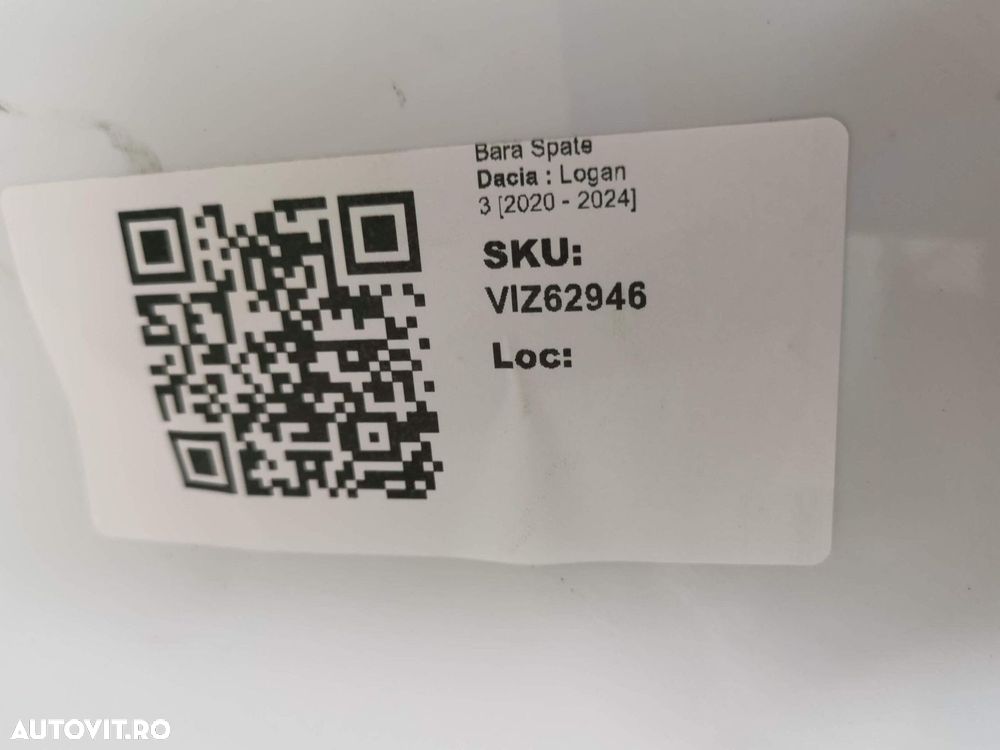 Bara Spate
Dacia : Logan
3 [2020 - 2024]
SKU:
VIZ62946
Loc:
AUTOVIT.RO